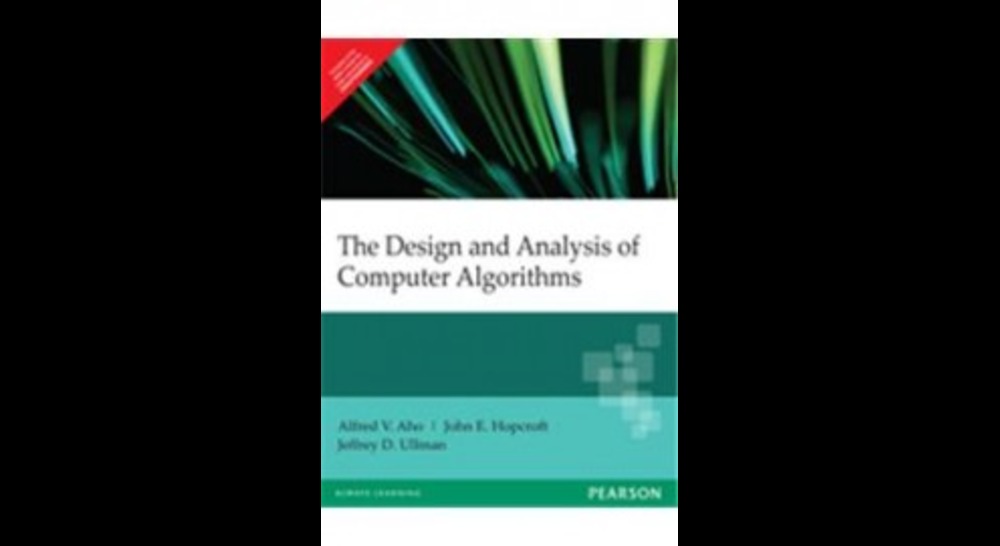 The Design and Analysis of
Computer Algorithms
Alfred V. Aho | John E. Hopcroft
Jeffrey D. Ullman
ALWAYS LEARNING
PEARSON